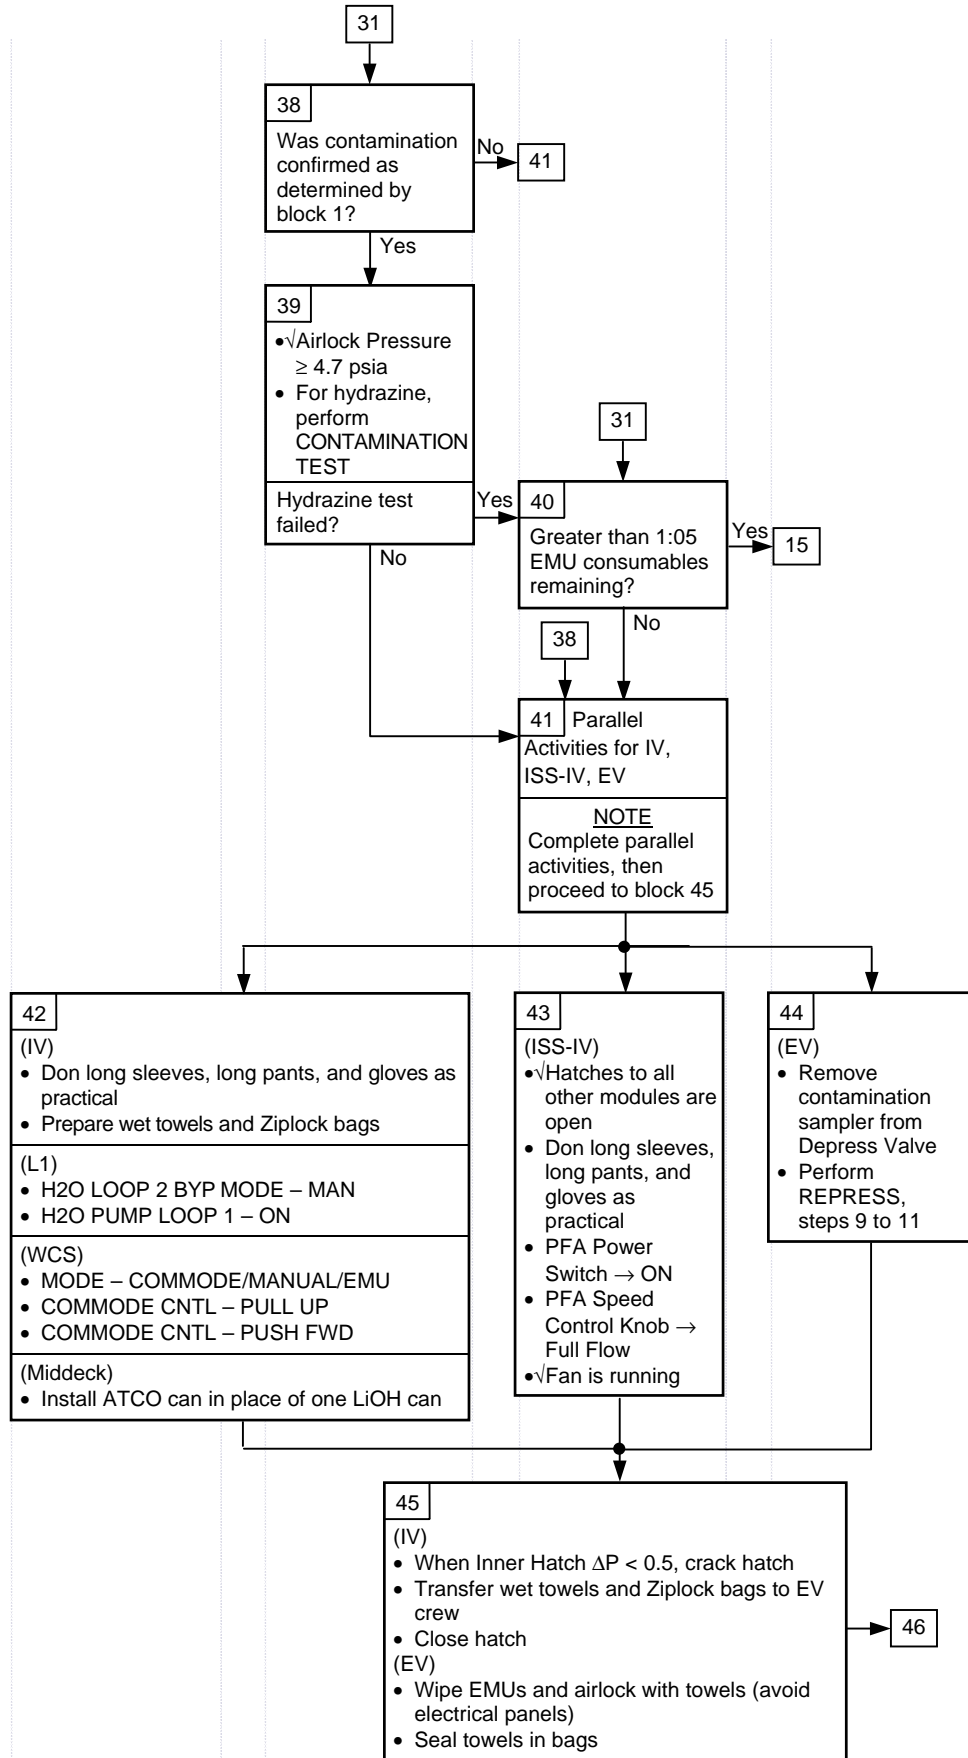 31
38
Was contamination
confirmed as
determined by
block 1?
No
41
Yes
39
•√Airlock Pressure
≥ 4.7 psia
• For hydrazine,
perform
CONTAMINATION
TEST
Hydrazine test
failed?
Yes
No
31
40
Greater than 1:05
EMU consumables
remaining?
Yes
15
No
38
41 Parallel
Activities for IV,
ISS-IV, EV
NOTE
Complete parallel
activities, then
proceed to block 45
42
(IV)
• Don long sleeves, long pants, and gloves as
practical
• Prepare wet towels and Ziplock bags
(L1)
• H2O LOOP 2 BYP MODE – MAN
• H2O PUMP LOOP 1 – ON
(WCS)
• MODE – COMMODE/MANUAL/EMU
• COMMODE CNTL – PULL UP
• COMMODE CNTL – PUSH FWD
(Middeck)
• Install ATCO can in place of one LiOH can
43
(ISS-IV)
•√Hatches to all
other modules are
open
• Don long sleeves,
long pants, and
gloves as
practical
• PFA Power
Switch → ON
• PFA Speed
Control Knob →
Full Flow
•√Fan is running
44
(EV)
• Remove
contamination
sampler from
Depress Valve
• Perform
REPRESS,
steps 9 to 11
45
(IV)
• When Inner Hatch ΔP < 0.5, crack hatch
• Transfer wet towels and Ziplock bags to EV
crew
• Close hatch
(EV)
• Wipe EMUs and airlock with towels (avoid
electrical panels)
• Seal towels in bags
46